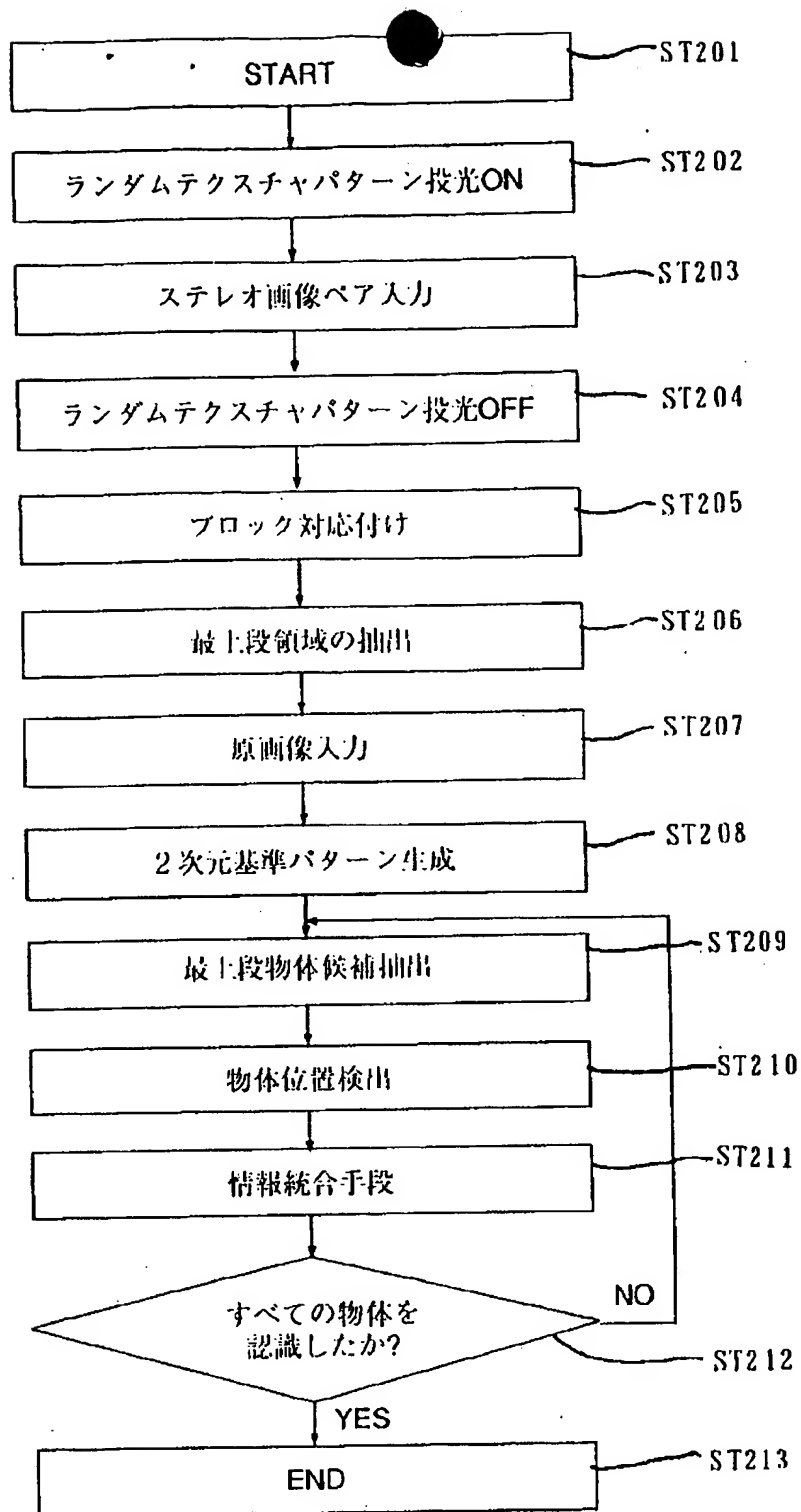 START
ST201
ランダムテクスチャパターン投光ON
ST202
ステレオ画像ペア入力
ST203
ランダムテクスチャパターン投光OFF
ST204
ブロック対応付け
ST205
最上段領域の抽出
ST206
原画像入力
ST207
2次元基準パターン生成
ST208
最上段物体候補抽出
ST209
物体位置検出
ST210
情報統合手段
ST211
すべての物体を
認識したか?
NO
ST212
YES
END
ST213